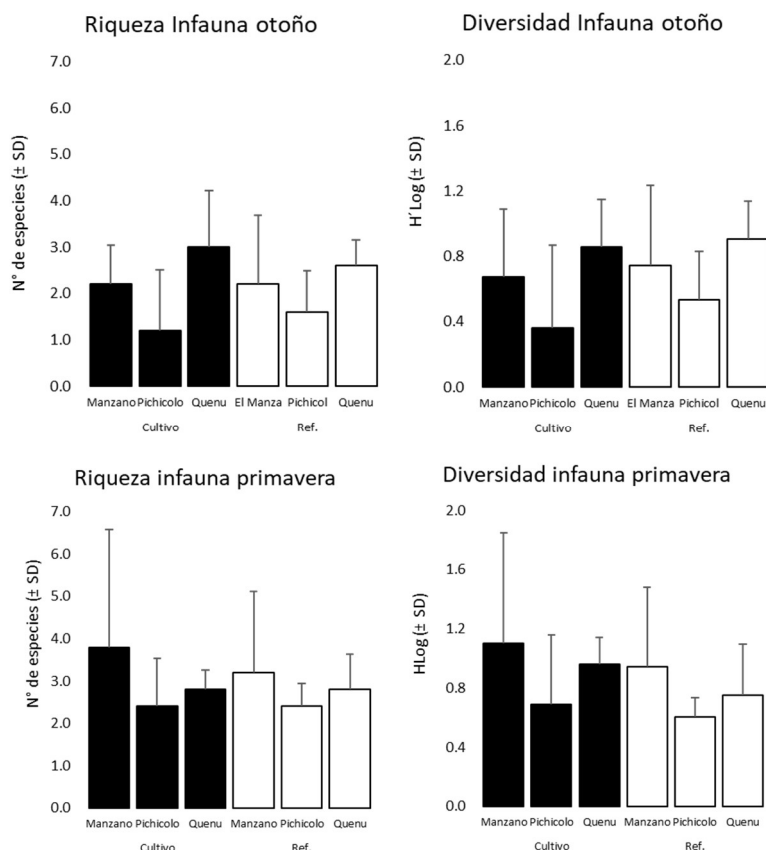 Riqueza Infauna otoño
7.0
6.0
5.0
4.0
3.0
2.0
1.0
0.0
N° de especies (± SD)
Manzano Pichicolo Quenu El Manza Pichicol Quenu
Cultivo Ref.
Diversidad Infauna otoño
2.0
1.6
1.2
0.8
0.4
0.0
H´Log (± SD)
Manzano Pichicolo Quenu El Manza Pichicol Quenu
Cultivo Ref.
Riqueza infauna primavera
7.0
6.0
5.0
4.0
3.0
2.0
1.0
0.0
N° de especies (± SD)
Manzano Pichicolo Quenu Manzano Pichicolo Quenu
Cultivo Ref.
Diversidad infauna primavera
2.0
1.6
1.2
0.8
0.4
0.0
HLog (± SD)
Manzano Pichicolo Quenu Manzano Pichicolo Quenu
Cultivo Ref.